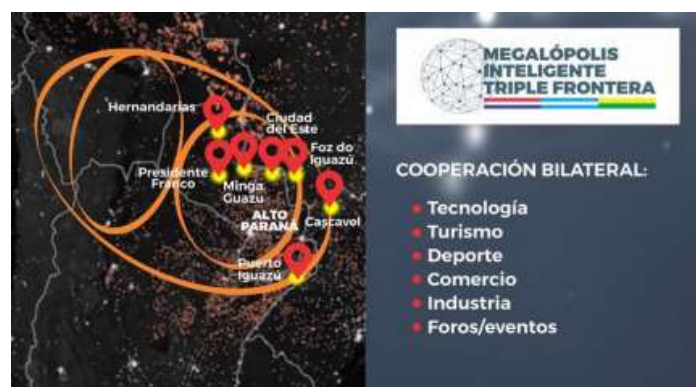 Hernandarias
Ciudad
del Este
Foz do
Iguazú
Presidente
Franco
Minga
Guazú
ALTO
PARANÁ
Cascavel
Puerto
Iguazú
MEGALÓPOLIS
INTELIGENTE
TRIPLE FRONTERA
COOPERACIÓN BILATERAL:
Tecnología
Turismo
Deporte
Comercio
Industria
Foros/eventos